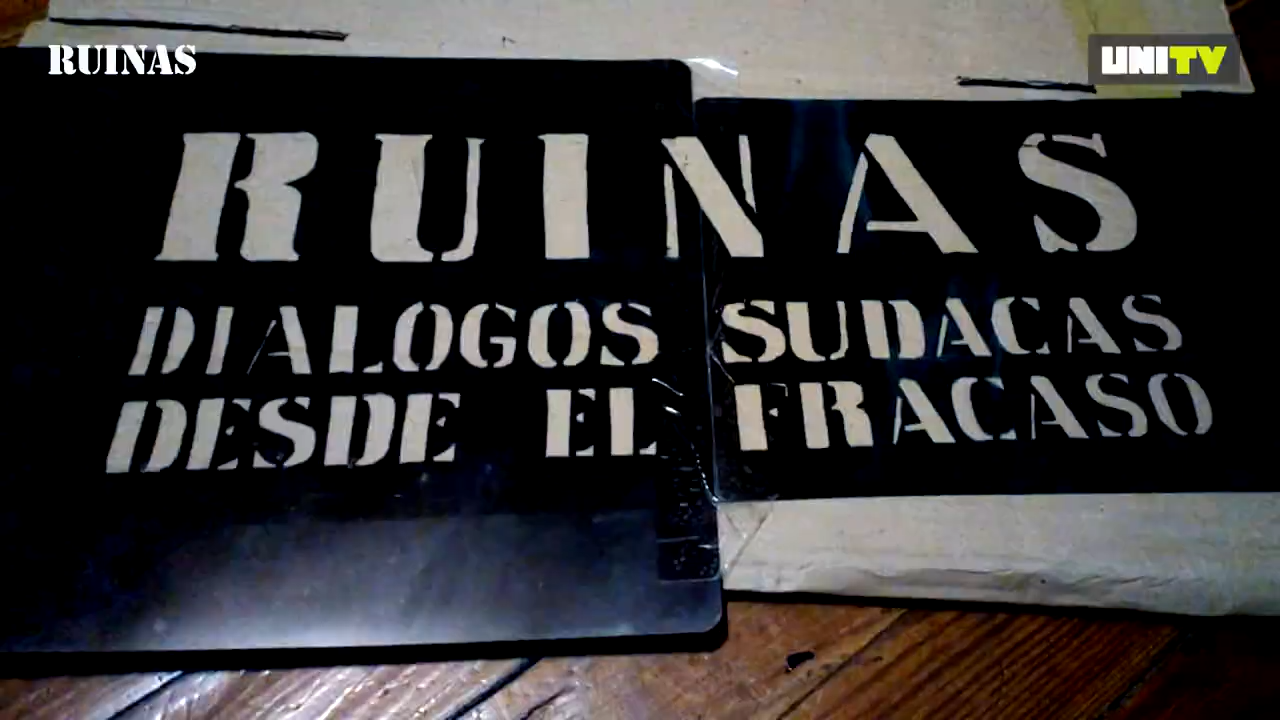 RUINAS
UNITV
RUINAS
DIALOGOS SUDACAS
DESDE EL FRACASO